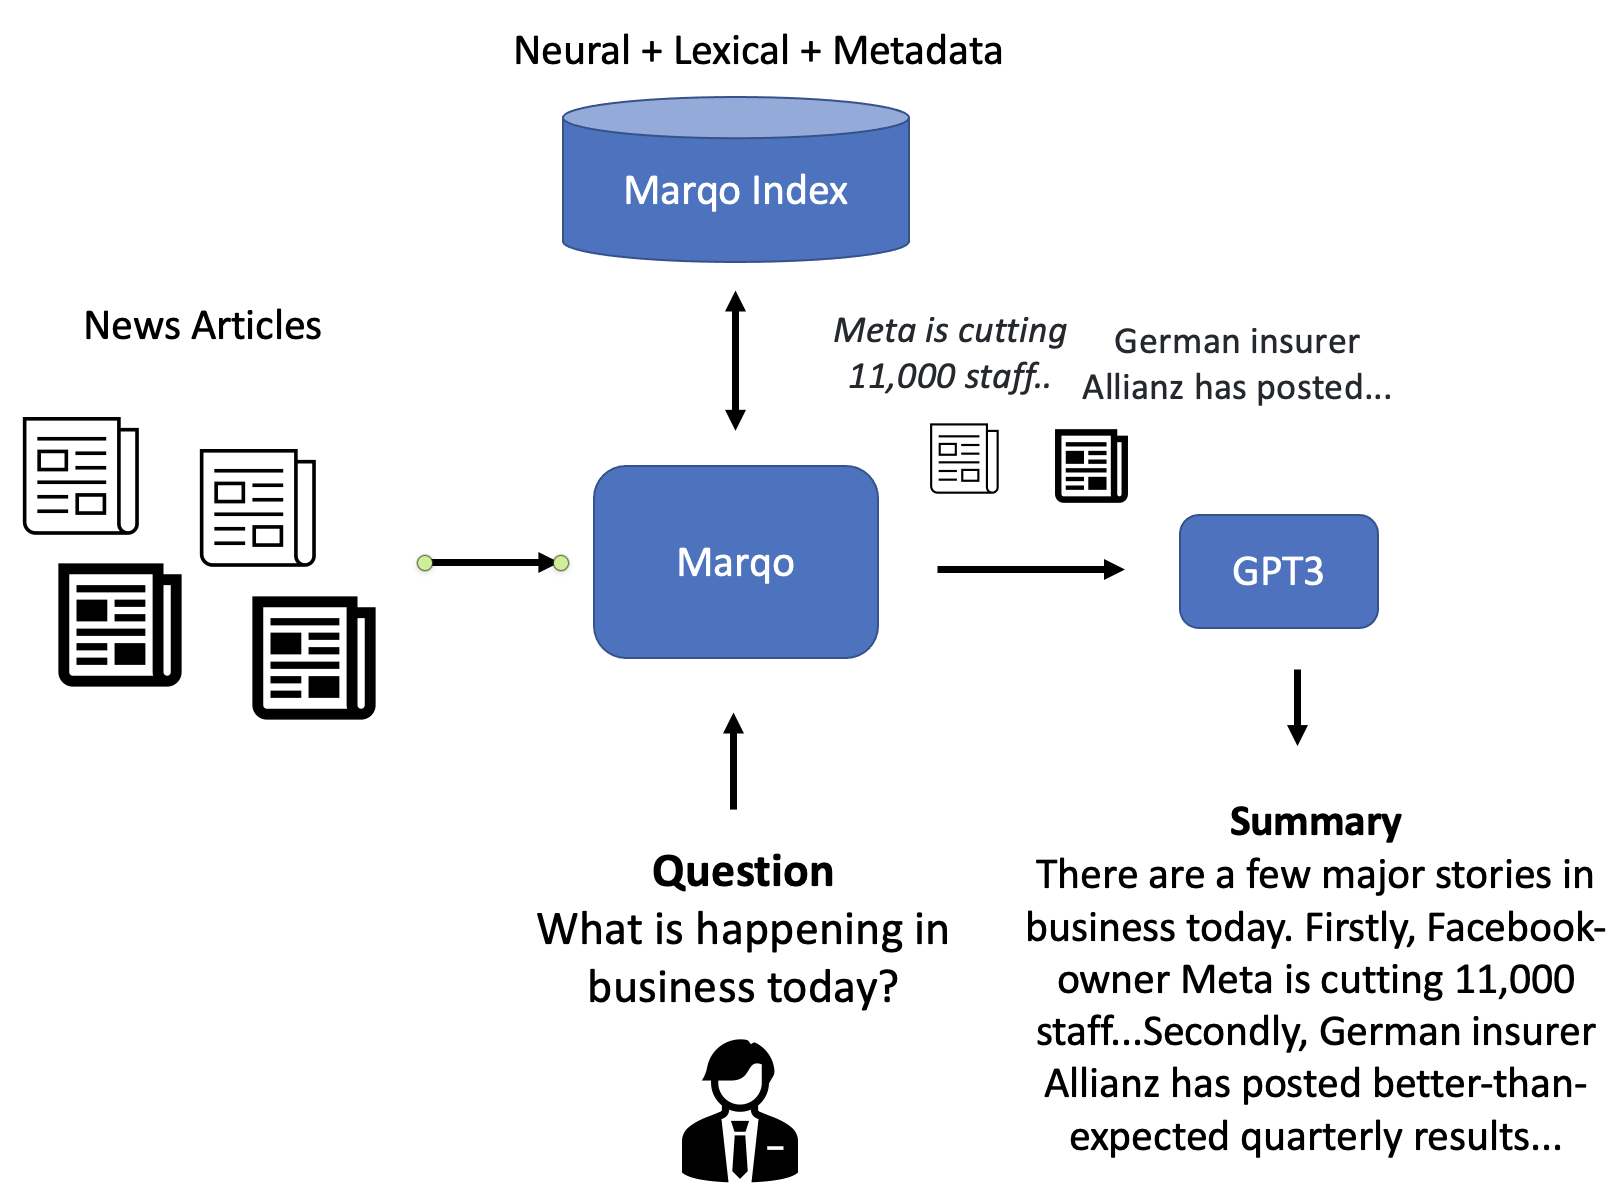 Neural + Lexical + Metadata
Marqo Index
News Articles
Meta is cutting
11,000 staff..
German insurer
Allianz has posted...
Marqo
GPT3
Question
What is happening in
business today?
Summary
There are a few major stories in
business today. Firstly, Facebook-
owner Meta is cutting 11,000
staff...Secondly, German insurer
Allianz has posted better-than-
expected quarterly results...